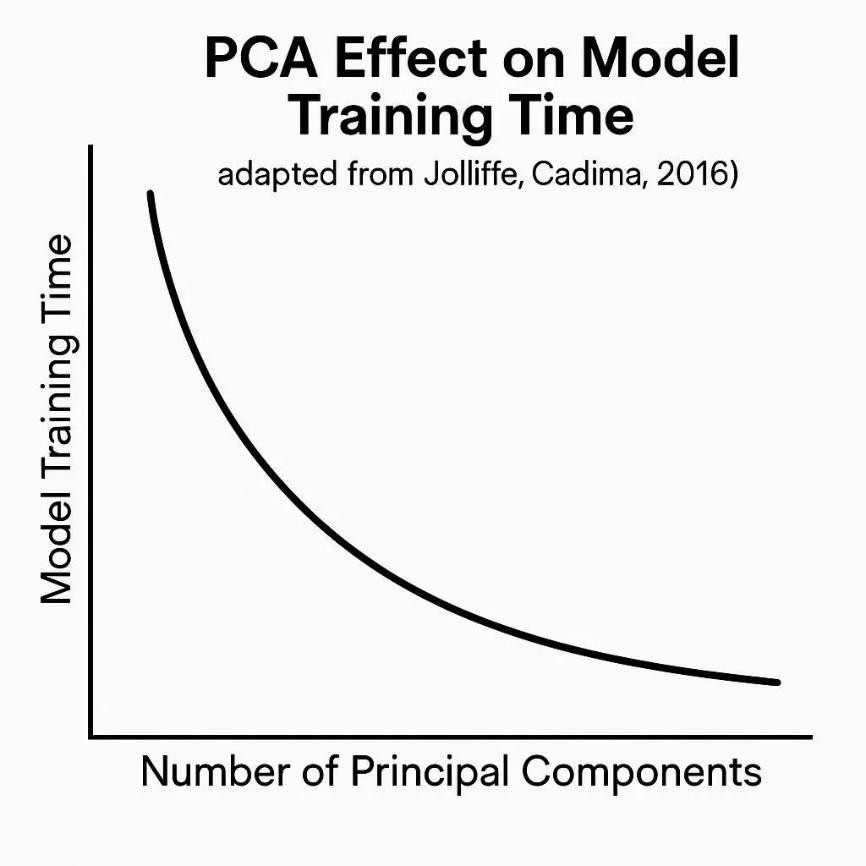 PCA Effect on Model
Training Time
adapted from Jolliffe, Cadima, 2016)
Model Training Time
Number of Principal Components